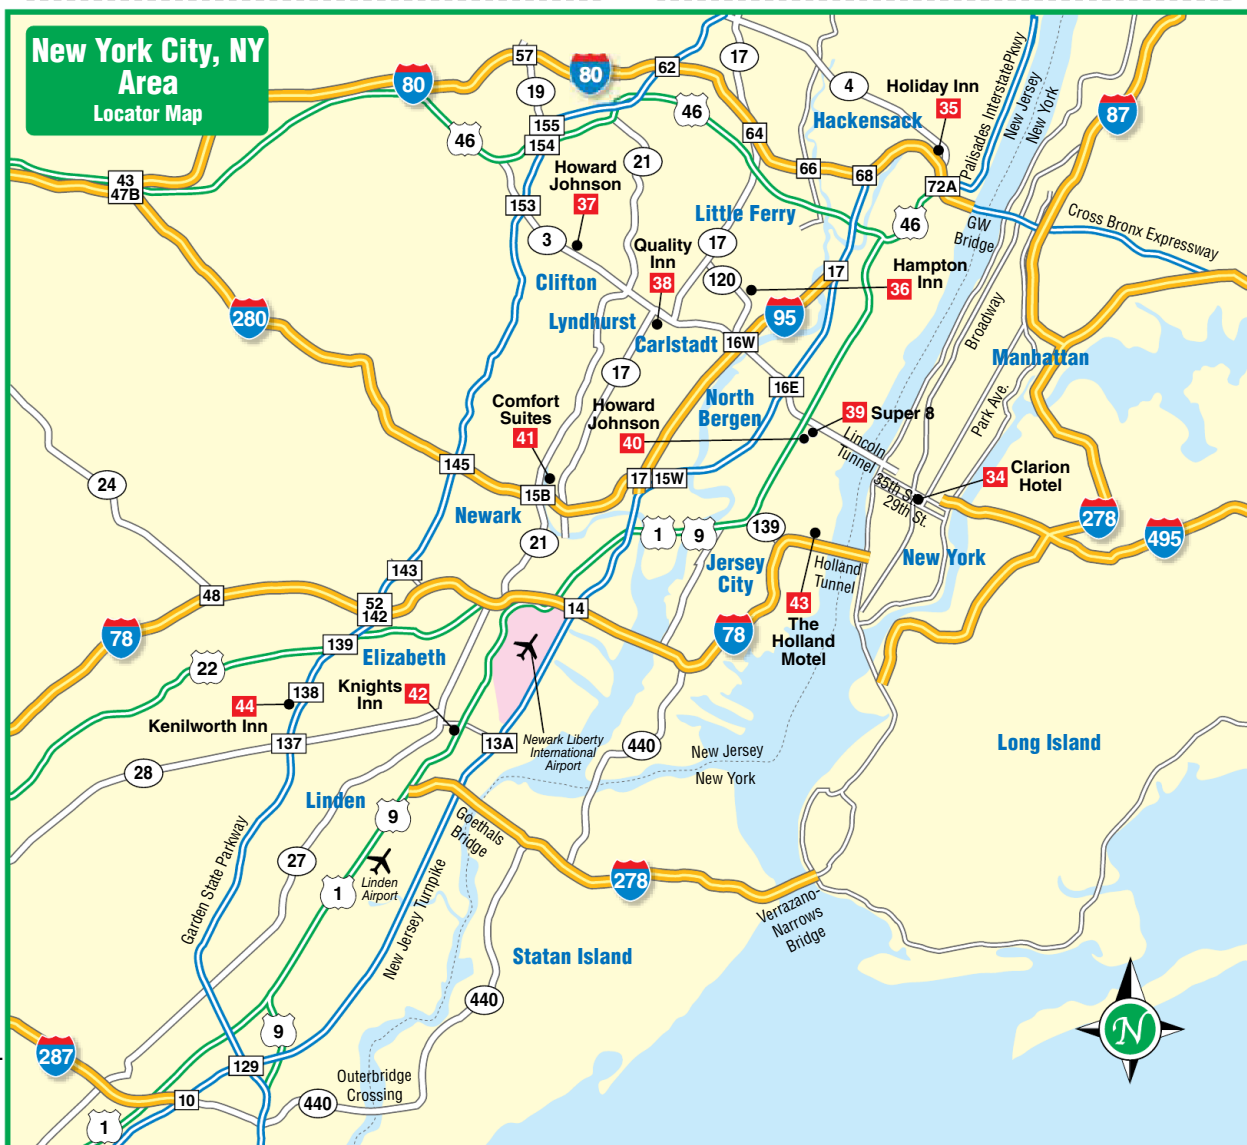 New York City, NY
Area
Locator Map
57
80
80
62
17
4
Holiday Inn
35
Palisades InterstatePkwy
New Jersey
New York
87
19
46
46
Hackensack
155
154
64
21
66
68
72A
43
47B
Howard
Johnson
37
153
Little Ferry
46
GW
Bridge
Cross Bronx Expressway
3
Quality
Inn
38
17
120
17
Hampton
Inn
36
Clifton
280
Lyndhurst
Carlstadt
95
16W
Broadway
Manhattan
17
16E
North
Bergen
Park Ave.
Comfort
Suites
41
Howard
Johnson
40
39
Super 8
Lincoln
Tunnel
35th S
29th St.
34
Clarion
Hotel
145
24
15B
17
15W
Newark
21
1
9
139
278
495
New York
Jersey
City
Holland
Tunnel
143
48
52
142
14
43
The
Holland
Motel
78
78
139
Elizabeth
22
138
44
Kenilworth Inn
Knights
Inn
42
137
13A
Newark Liberty
International
Airport
440
New Jersey
New York
Long Island
28
Linden
9
Goethals
Bridge
27
1
Linden
Airport
278
Garden State Parkway
New Jersey Turnpike
Verrazano-
Narrows
Bridge
Statan Island
440
9
287
129
N
10
440
Outerbridge
Crossing
1